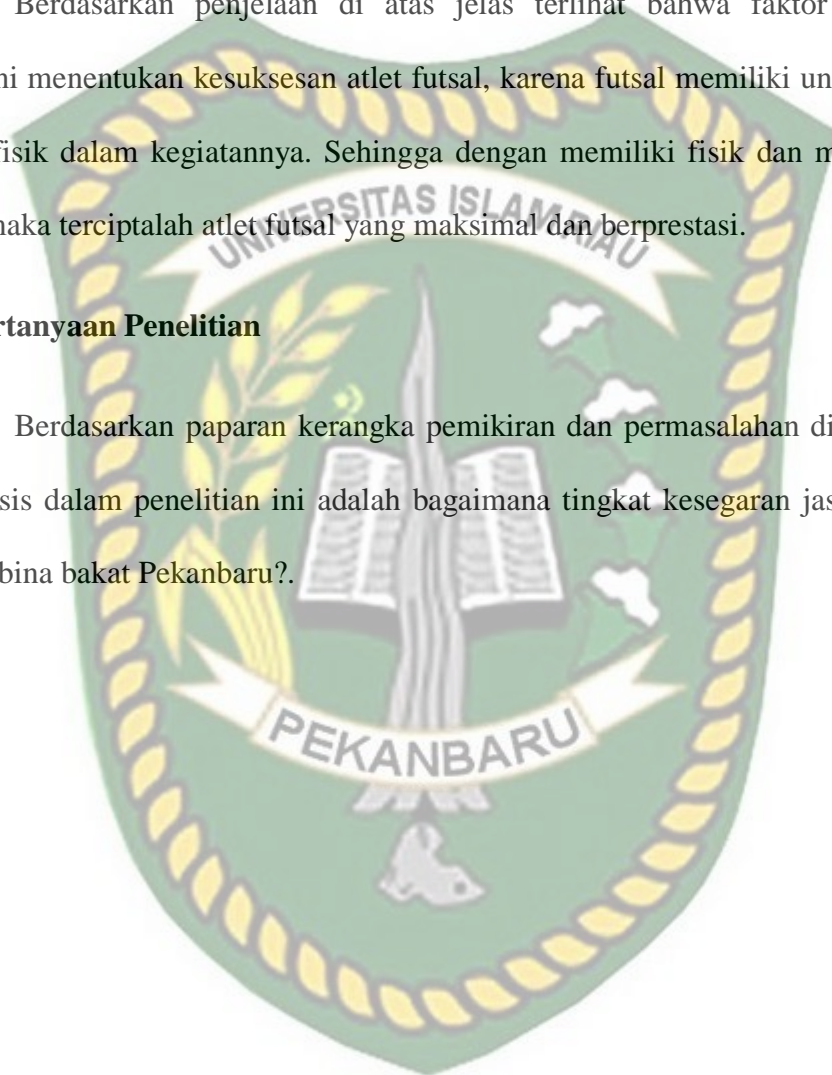 Berdasarkan penjelaan di atas jelas terlihat bahwa faktor
ni menentukan kesuksesan atlet futsal, karena futsal memiliki un
fisik dalam kegiatannya. Sehingga dengan memiliki fisik dan m
naka terciptalah atlet futsal yang maksimal dan berprestasi.
UNIVERSITAS ISLAM RIAU
rtanyaan Penelitian
Berdasarkan paparan kerangka pemikiran dan permasalahan di
sis dalam penelitian ini adalah bagaimana tingkat kesegaran jas
bina bakat Pekanbaru?.
PEKANBARU